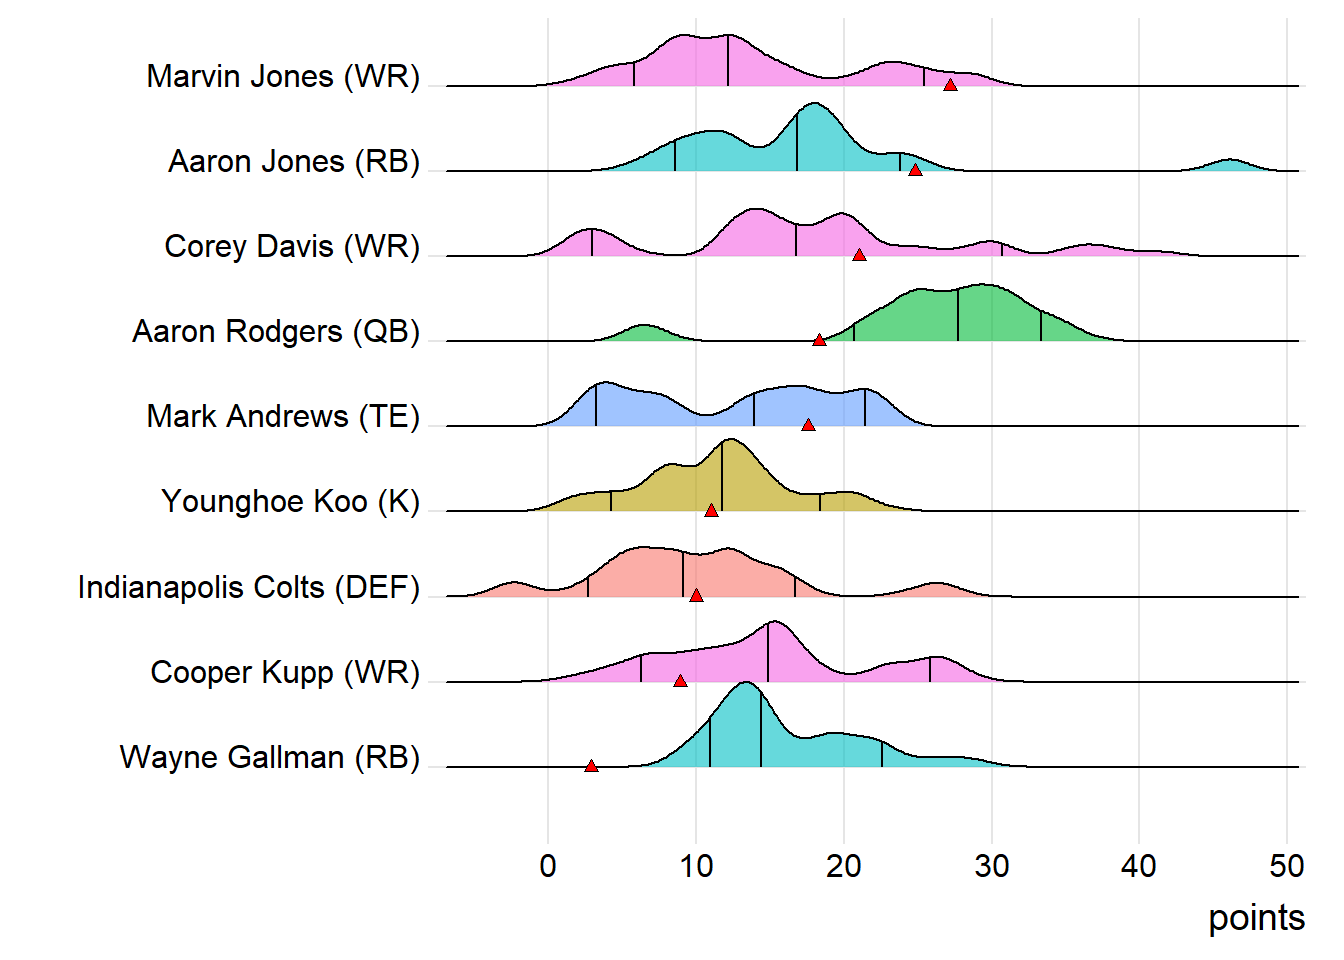 Marvin Jones (WR)
Aaron Jones (RB)
Corey Davis (WR)
Aaron Rodgers (QB)
Mark Andrews (TE)
Younghoe Koo (K)
Indianapolis Colts (DEF)
Cooper Kupp (WR)
Wayne Gallman (RB)
0 10 20 30 40 50
points